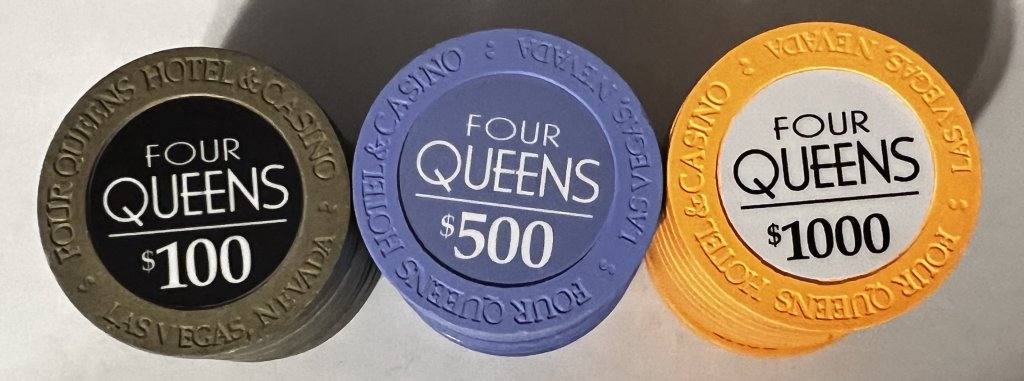 FOUR QUEENS HOTEL & CASINO
LAS VEGAS, NEVADA
FOUR
QUEENS
$100
FOUR QUEENS HOTEL & CASINO
LAS VEGAS, NEVADA
FOUR
QUEENS
$500
FOUR QUEENS HOTEL & CASINO
LAS VEGAS, NEVADA
FOUR
QUEENS
$1000